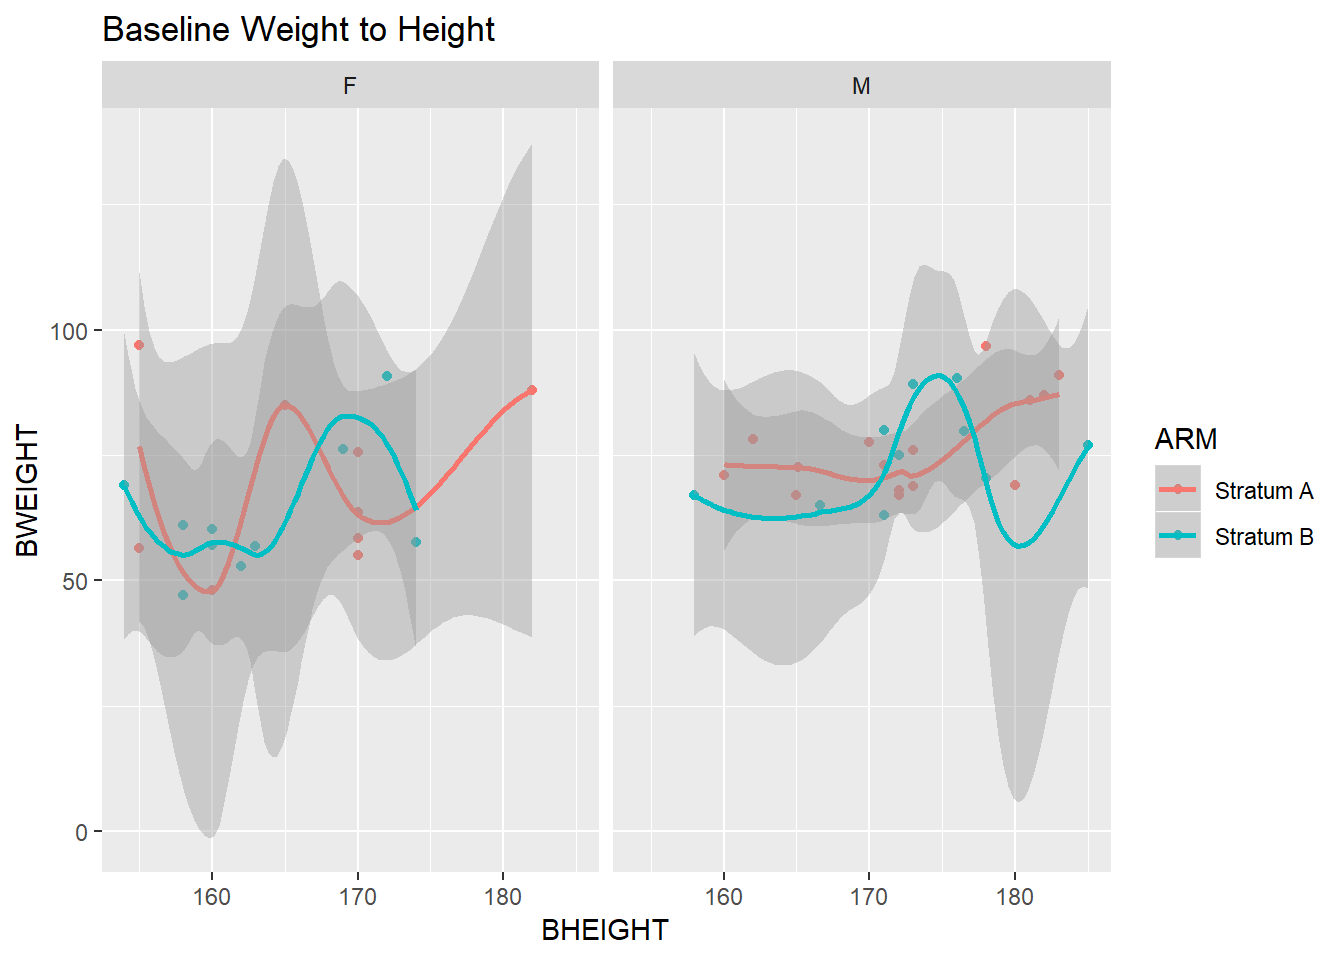 Baseline Weight to Height
F
M
100
50
0
BWEIGHT
160
170
180
160
170
180
BHEIGHT
ARM
Stratum A
Stratum B